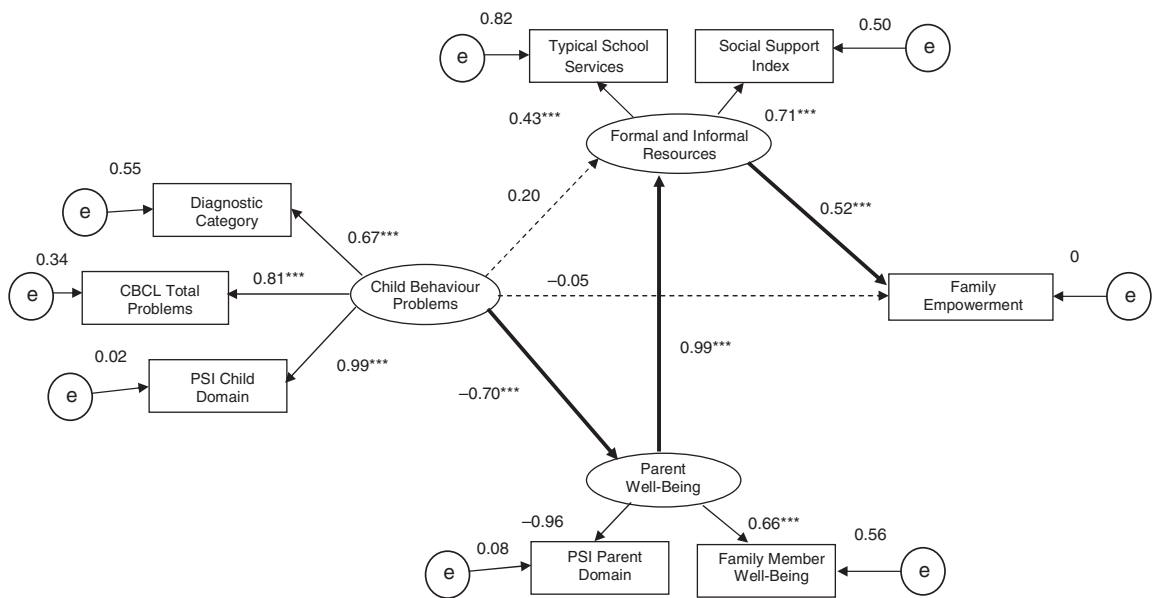 0.82
e
Typical School
Services
Social Support
Index
0.50
e
0.43***
0.71***
Formal and Informal
Resources
0.55
e
Diagnostic
Category
0.67***
0.20
0.52***
0.34
e
CBCL Total
Problems
0.81***
Child Behaviour
Problems
–0.05
Family
Empowerment
0
e
0.02
e
PSI Child
Domain
0.99***
–0.70***
0.99***
Parent
Well-Being
–0.96
0.66***
0.08
e
PSI Parent
Domain
Family Member
Well-Being
0.56
e